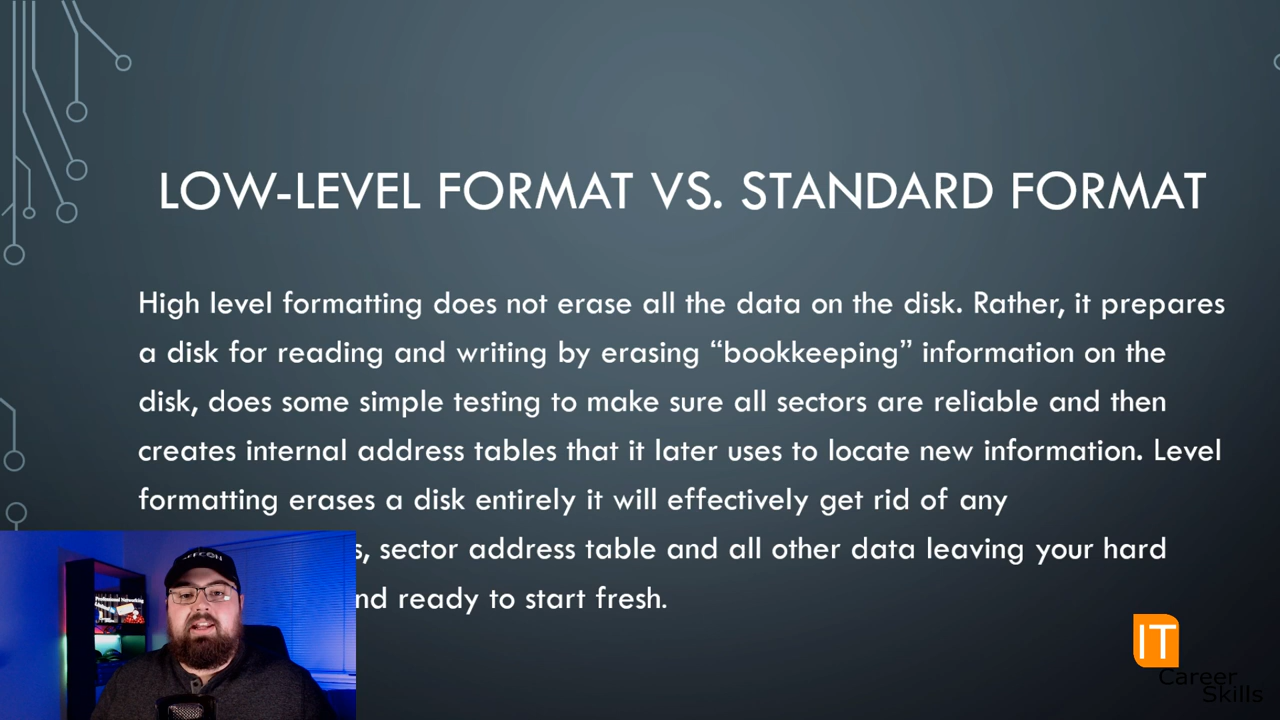 LOW-LEVEL FORMAT VS. STANDARD FORMAT
High level formatting does not erase all the data on the disk. Rather, it prepares
a disk for reading and writing by erasing “bookkeeping” information on the
disk, does some simple testing to make sure all sectors are reliable and then
creates internal address tables that it later uses to locate new information. Level
formatting erases a disk entirely it will effectively get rid of any
sector address table and all other data leaving your hard
ready to start fresh.
IT
Career
Skills